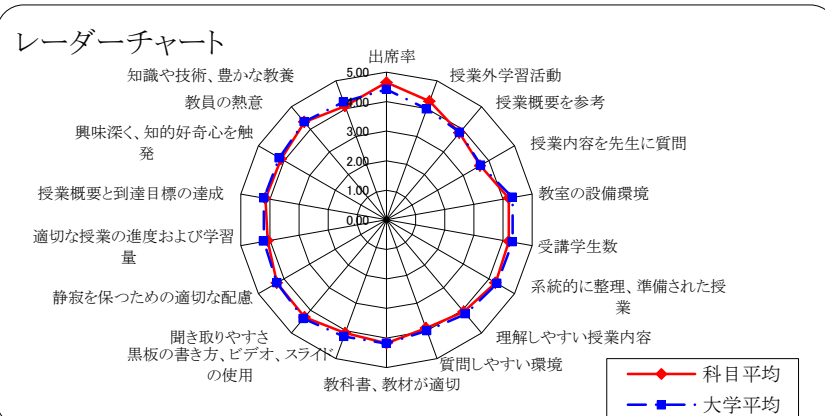 レーダーチャート
出席率
授業外学習活動
授業概要を参考
授業内容を先生に質問
教室の設備環境
受講学生数
系統的に整理、準備された授
業
理解しやすい授業内容
質問しやすい環境
教科書、教材が適切
黒板の書き方、ビデオ、スライド
の使用
聞き取りやすさ
静寂を保つための適切な配慮
適切な授業の進度および学習
量
授業概要と到達目標の達成
興味深く、知的好奇心を触
発
教員の熱意
知識や技術、豊かな教養
5.00
4.00
3.00
2.00
1.00
0.00
科目平均
大学平均